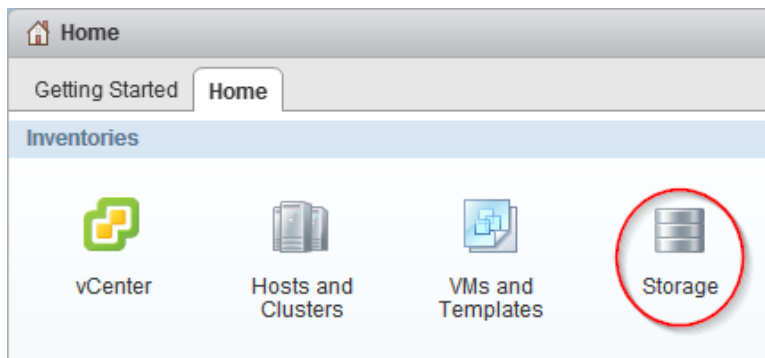 Home
Getting Started Home
Inventories
vCenter
Hosts and
Clusters
VMs and
Templates
Storage